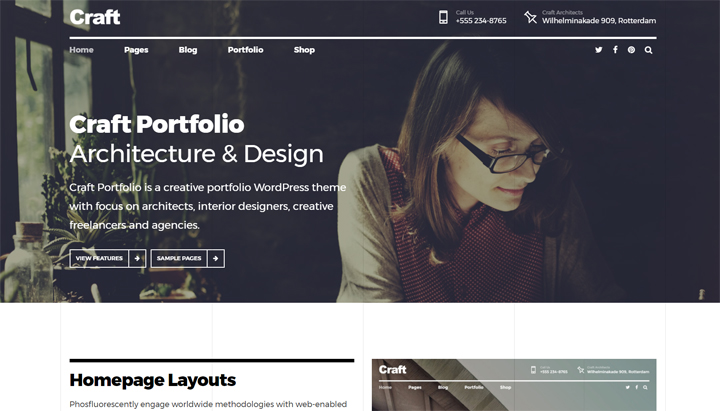 Craft
Call Us
+555 234-8765
Craft Architects
Wilhelminakade 909, Rotterdam
Home Pages Blog Portfolio Shop
Craft Portfolio
Architecture & Design
Craft Portfolio is a creative portfolio WordPress theme
with focus on architects, interior designers, creative
freelancers and agencies.
VIEW FEATURES SAMPLE PAGES
Homepage Layouts
Phosfluorescently engage worldwide methodologies with web-enabled
Craft
Call Us
+555 234-8765
Craft Architects
Wilhelminakade 909, Rotterdam
Home Pages Blog Portfolio Shop